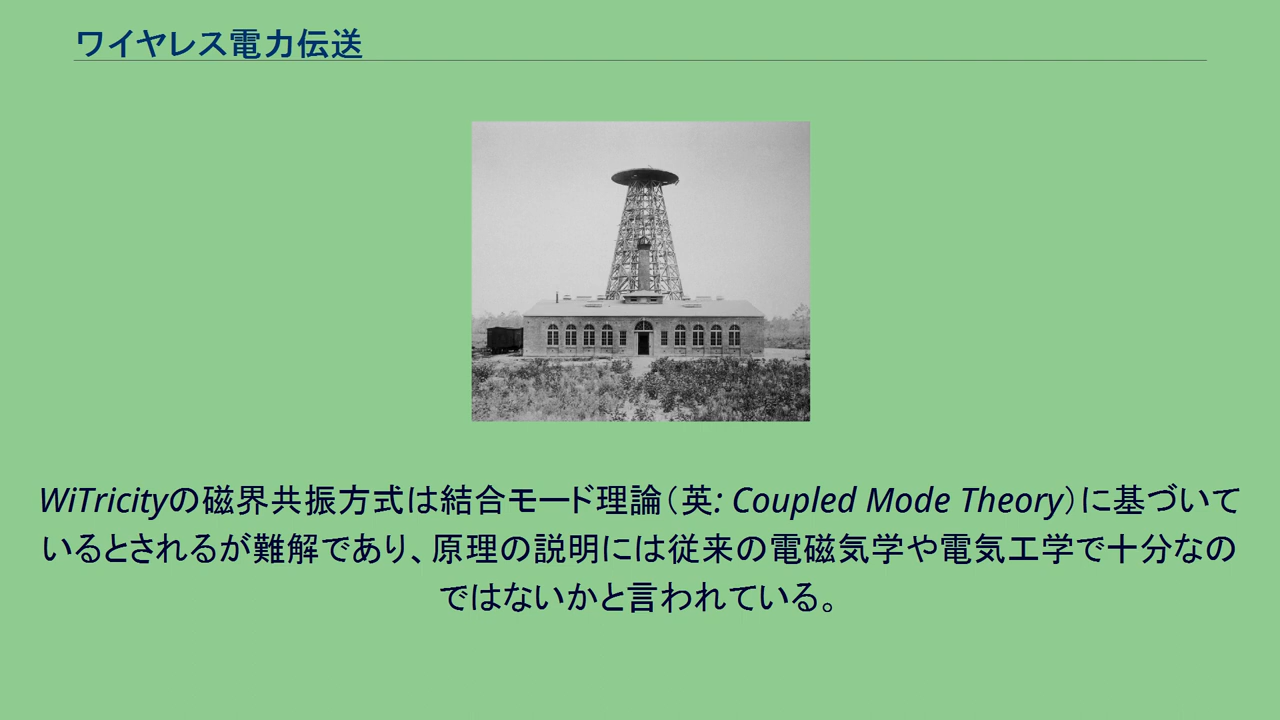 ワイヤレス電力伝送
WiTricityの磁界共振方式は結合モード理論（英: Coupled Mode Theory）に基づいて
いるとされるが難解であり、原理の説明には従来の電磁気学や電気工学で十分なの
ではないかと言われている。